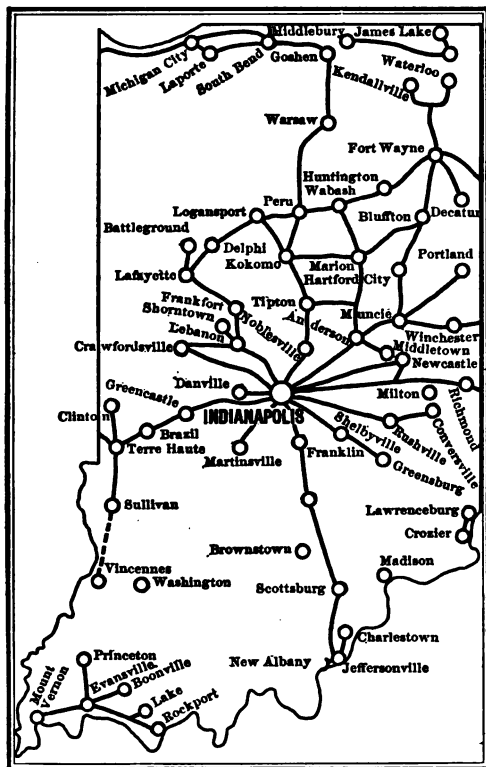 Middlebury
James Lake
Michigan City
Laporte
South Bend
Goshen
Kendallville
Waterloo
Warsaw
Fort Wayne
Huntington
Wabash
Peru
Logansport
Bluffton
Decatur
Battleground
Delphi
Kokomo
Marion
Hartford City
Portland
Lafayette
Frankfort
Shorntown
Lebanon
Noblesville
Tipton
Anderson
Muncie
Winchester
Middletown
Newcastle
Crawfordsville
Danville
Greencastle
INDIANAPOLIS
Milton
Richmond
Conversville
Rushville
Shelbyville
Greensburg
Clinton
Brazil
Terre Haute
Martinsville
Franklin
Sullivan
Lawrenceburg
Crozier
Brownstown
Madison
Vincennes
Washington
Scottsburg
Charlestown
New Albany
Jeffersonville
Princeton
Evansville
Boonville
Mount
Vernon
Lake
Rockport